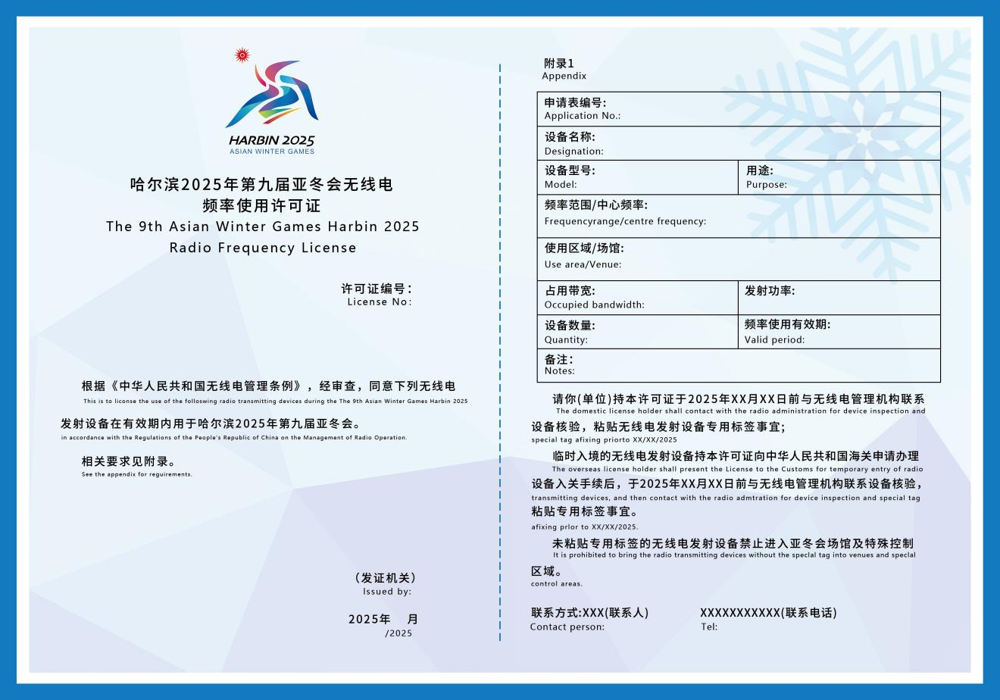 HARBIN 2025
ASIAN WINTER GAMES
哈尔滨2025年第九届亚冬会无线电
频率使用许可证
The 9th Asian Winter Games Harbin 2025
Radio Frequency License
许可证编号：
License No：
根据《中华人民共和国无线电管理条例》，经审查，同意下列无线电
This is to liconse the use of the folloswing radio transmitting devices during the The 9th Asian Winter Games Harbin 2025
发射设备在有效期内用于哈尔滨2025年第九届亚冬会。
in accordance with the Regulations of the People's Republic of China on the Management of Radio Operation.
相关要求见附录。
See the appendix for reguirements.
（发证机关）
Issued by:
2025年 月
/2025
附录1
Appendix
申请表编号:
Application No.:
设备名称:
Designation:
设备型号:
Model:
用途:
Purpose:
频率范围/中心频率:
Frequencyrange/centre frequency:
使用区域/场馆:
Use area/Venue:
占用带宽:
Occupied bandwidth:
发射功率:
设备数量:
Quantity:
频率使用有效期:
Valid period:
备注:
Notes:
请你(单位)持本许可证于2025年XX月XX日前与无线电管理机构联系
The domestic license holder shall contact with the radio administration for device inspection and
设备核验，粘贴无线电发射设备专用标签事宜;
special tag afixing priorto XX/XX/2025
临时入境的无线电发射设备持本许可证向中华人民共和国海关申请办理
The overseas license holder shall present the License to the Customs for temporary entry of radio
设备入关手续后，于2025年XX月XX日前与无线电管理机构联系设备核验，
transmitting devices, and then contact with the radio admtration for device inspection and special tag
粘贴专用标签事宜。
afixing prlor to XX/XX/2025.
未粘贴专用标签的无线电发射设备禁止进入亚冬会场馆及特殊控制
It is prohibited to bring the radio transmitting devices without the speclal tag into venues and speclal
区域。
control areas.
联系方式:XXX(联系人)
Contact person:
XXXXXXXXXXX(联系电话)
Tel: